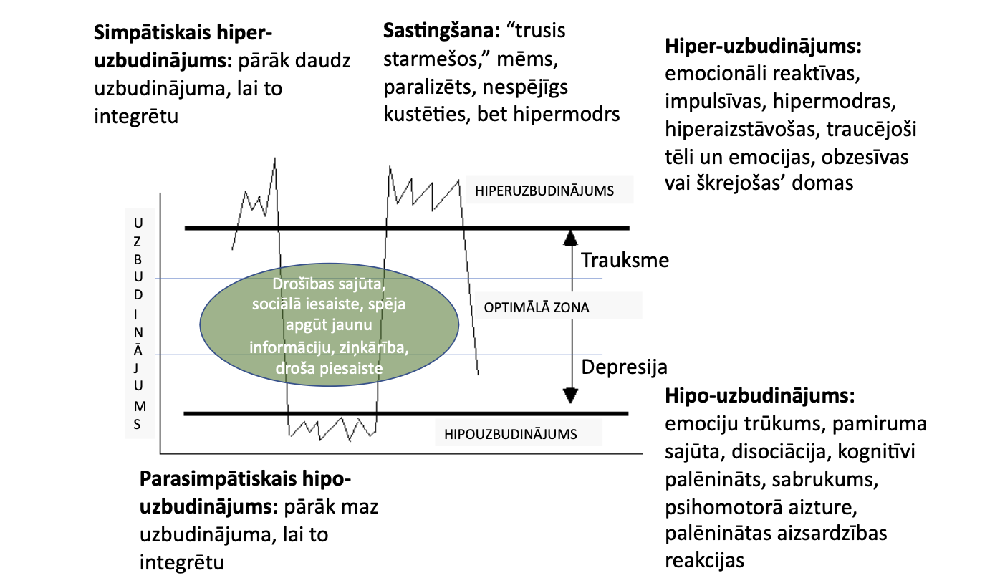 Simpātiskais hiper-
uzbudinājums: pārāk daudz
uzbudinājuma, lai to
integrētu
Sastingšana: “trusis
starmešos,” mēms,
paralizēts, nespējīgs
kustēties, bet hipermodrs
Hiper-uzbudinājums:
emocionāli reaktīvas,
impulsīvas, hipermodras,
hiperaizstāvošas, traucējoši
tēli un emocijas, obzesīvas
vai škrejošas’ domas
HIPERUZBUDINĀJUMS
U
Z
B
U
D
I
N
Ā
J
U
M
S
Trauksme
Drošības sajūta,
sociālā iesaiste, spēja
apgūt jaunu
informāciju, ziņkārība,
droša piesaiste
OPTIMĀLĀ ZONA
Depresija
HIPOUZBUDINĀJUMS
Hipo-uzbudinājums:
emociju trūkums, pamiruma
sajūta, disociācija, kognitīvi
palēnināts, sabrukums,
psihomotorā aizture,
palēninātas aizsardzības
reakcijas
Parasimpātiskais hipo-
uzbudinājums: pārāk maz
uzbudinājuma, lai to
integrētu